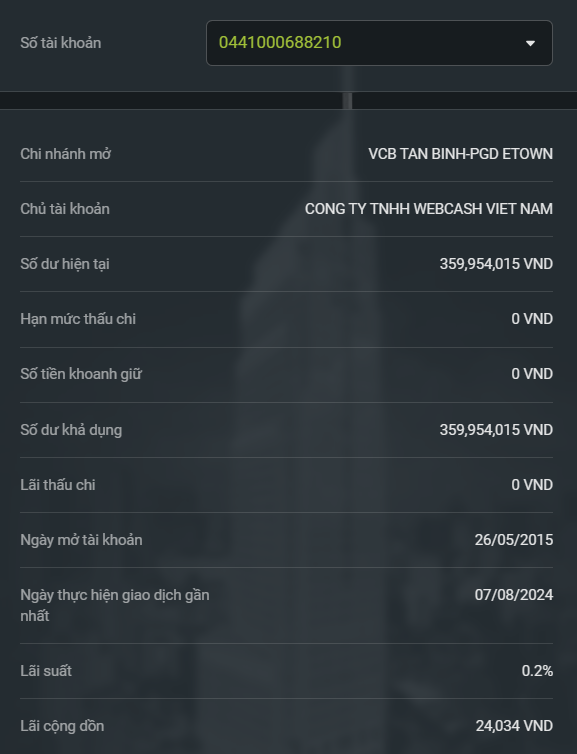 Số tài khoản 0441000688210
Chi nhánh mở VCB TAN BINH-PGD ETOWN
Chủ tài khoản CONG TY TNHH WEBCASH VIET NAM
Số dư hiện tại 359,954,015 VND
Hạn mức thấu chi 0 VND
Số tiền khoanh giữ 0 VND
Số dư khả dụng 359,954,015 VND
Lãi thấu chi 0 VND
Ngày mở tài khoản 26/05/2015
Ngày thực hiện giao dịch gần 07/08/2024
nhất
Lãi suất 0.2%
Lãi cộng dồn 24,034 VND